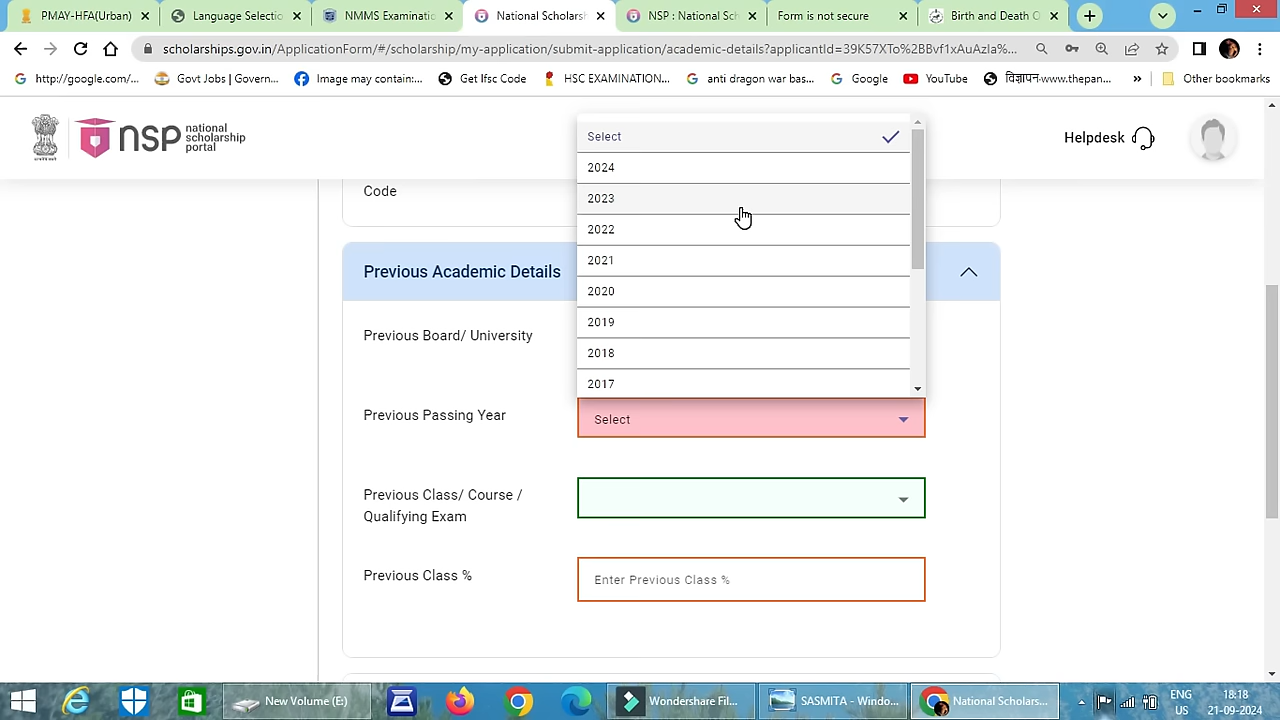 PMAY-HFA(Urban)
Language Selectio
NMMS Examinatio
National Scholars
NSP : National Sch
Form is not secure
Birth and Death O
scholarships.gov.in/ApplicationForm/#/scholarship/my-application/submit-application/academic-details?applicantId=39K57XTo%2BBvf1xAuAzIa%...
http://google.com/...
Govt Jobs | Govern...
Image may contain:...
Get Ifsc Code
HSC EXAMINATION...
anti dragon war bas...
Google
YouTube
विज्ञापन:www.thepan...
»
Other bookmarks
nsp national scholarship portal
Helpdesk
Code
Select
2024
2023
2022
2021
2020
2019
2018
2017
Previous Academic Details
Previous Board/ University
Previous Passing Year
Select
Previous Class/ Course /
Qualifying Exam
Previous Class %
Enter Previous Class %
New Volume (E)
Wondershare Fil...
SASMITA - Windo...
National Scholars...
ENG
US
18:18
21-09-2024